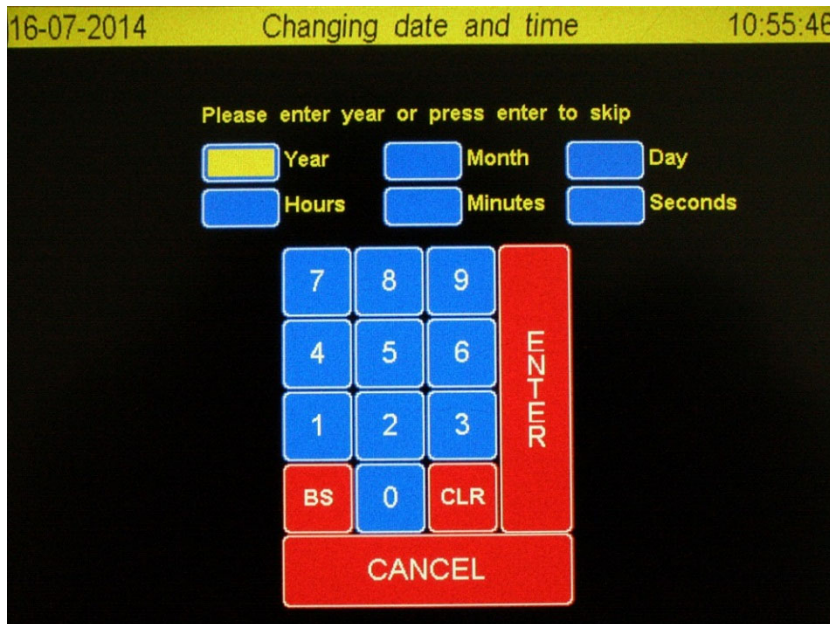 16-07-2014 Changing date and time 10:55:46
Please enter year or press enter to skip
Year Month Day
Hours Minutes Seconds
7 8 9
4 5 6
1 2 3
ENTER
BS 0 CLR
CANCEL